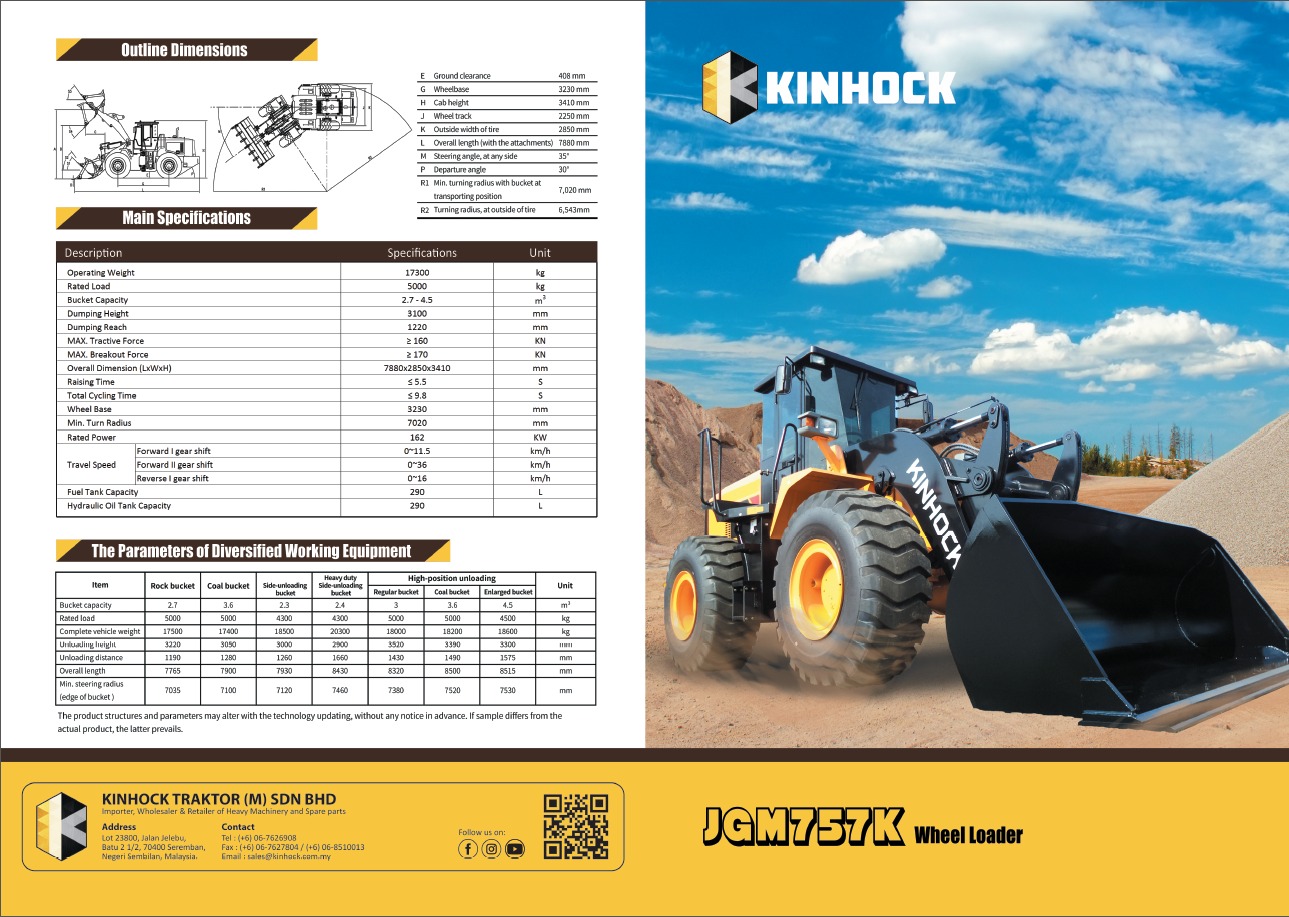 Outline Dimensions
E Ground clearance 408 mm
G Wheelbase 3230 mm
H Cab height 3410 mm
J Wheel track 2250 mm
K Outside width of tire 2850 mm
L Overall length (with the attachments) 7880 mm
M Steering angle, at any side 35°
P Departure angle 30°
R1 Min. turning radius with bucket at
transporting position 7,020 mm
R2 Turning radius, at outside of tire 6,543mm
Main Specifications
Description Specifications Unit
Operating Weight 17300 kg
Rated Load 5000 kg
Bucket Capacity 2.7 - 4.5 m³
Dumping Height 3100 mm
Dumping Reach 1220 mm
MAX. Tractive Force ≥ 160 KN
MAX. Breakout Force ≥ 170 KN
Overall Dimension (LxWxH) 7880x2850x3410 mm
Raising Time ≤ 5.5 S
Total Cycling Time ≤ 9.8 S
Wheel Base 3230 mm
Min. Turn Radius 7020 mm
Rated Power 162 KW
Travel Speed
Forward I gear shift 0~11.5 km/h
Forward II gear shift 0~36 km/h
Reverse I gear shift 0~16 km/h
Fuel Tank Capacity 290 L
Hydraulic Oil Tank Capacity 290 L
The Parameters of Diversified Working Equipment
Item Rock bucket Coal bucket Side-unloading bucket Heavy duty Side-unloading bucket High-position unloading Unit
Regular bucket Coal bucket Enlarged bucket
Bucket capacity 2.7 3.6 2.3 2.4 3 3.6 4.5 m³
Rated load 5000 5000 4300 4300 5000 5000 4500 kg
Complete vehicle weight 17500 17400 18500 20300 18000 18200 18600 kg
Unloading height 3220 3050 3000 2900 3520 3390 3300 mm
Unloading distance 1190 1280 1260 1660 1430 1490 1575 mm
Overall length 7765 7900 7930 8430 8320 8500 8515 mm
Min. steering radius
(edge of bucket ) 7035 7100 7120 7460 7380 7520 7530 mm
The product structures and parameters may alter with the technology updating, without any notice in advance. If sample differs from the
actual product, the latter prevails.
KINHOCK TRAKTOR (M) SDN BHD
Importer, Wholesaler & Retailer of Heavy Machinery and Spare parts
Address
Lot 23800, Jalan Jelebu,
Batu 2 1/2, 70400 Seremban,
Negeri Sembilan, Malaysia.
Contact
Tel : (+6) 06-7626908
Fax : (+6) 06-7627684 / (+6) 06-8510013
Email : sales@kinhock.com.my
Follow us on:
KINHOCK
KINHOCK
JGM757K Wheel Loader